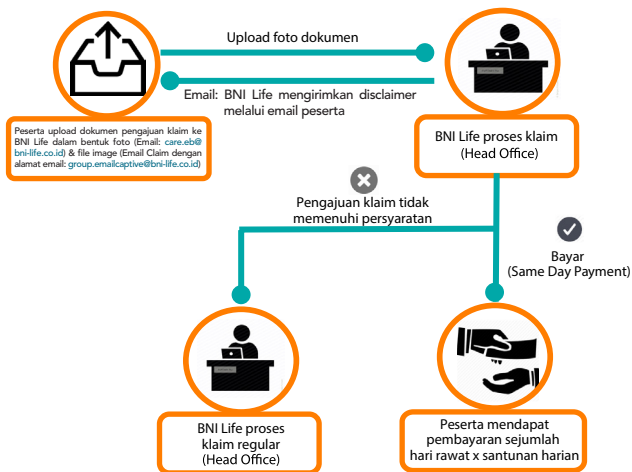 Upload foto dokumen
Email: BNI Life mengirimkan disclaimer
melalui email peserta
Peserta upload dokumen pengajuan klaim ke
BNI Life dalam bentuk foto (Email: care.eb@
bni-life.co.id) & file image (Email Claim dengan
alamat email: group.emailcaptive@bni-life.co.id)
BNI Life proses klaim
(Head Office)
Pengajuan klaim tidak
memenuhi persyaratan
Bayar
(Same Day Payment)
BNI Life proses
klaim regular
(Head Office)
Peserta mendapat
pembayaran sejumlah
hari rawat x santunan harian